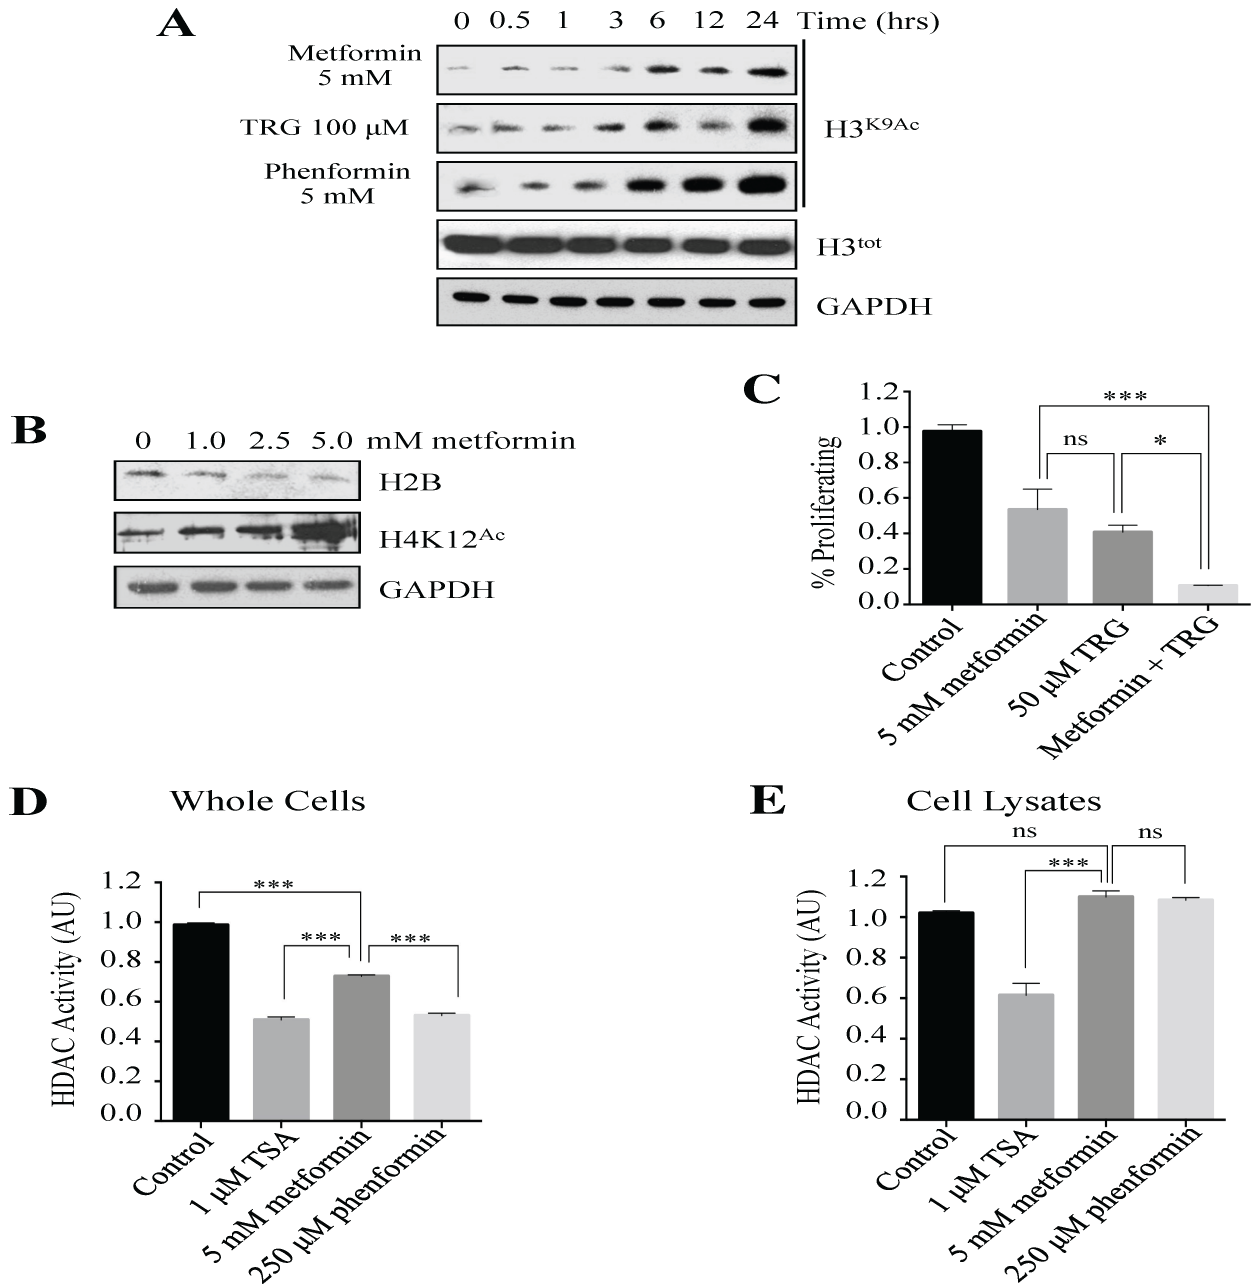 A
0 0.5 1 3 6 12 24 Time (hrs)
Metformin
5 mM
TRG 100 µM
H3K9Ac
Phenformin
5 mM
H3tot
GAPDH
B
0 1.0 2.5 5.0 mM metformin
H2B
H4K12Ac
GAPDH
C
% Proliferating
1.2
1.0
0.8
0.6
0.4
0.2
0.0
***
ns
*
Control
5 mM metformin
50 µM TRG
Metformin + TRG
D
Whole Cells
HDAC Activity (AU)
1.2
1.0
0.8
0.6
0.4
0.2
0.0
***
***
***
Control
1 µM TSA
5 mM metformin
250 µM phenformin
E
Cell Lysates
HDAC Activity (AU)
1.2
1.0
0.8
0.6
0.4
0.2
0.0
ns
ns
***
Control
1 µM TSA
5 mM metformin
250 µM phenformin